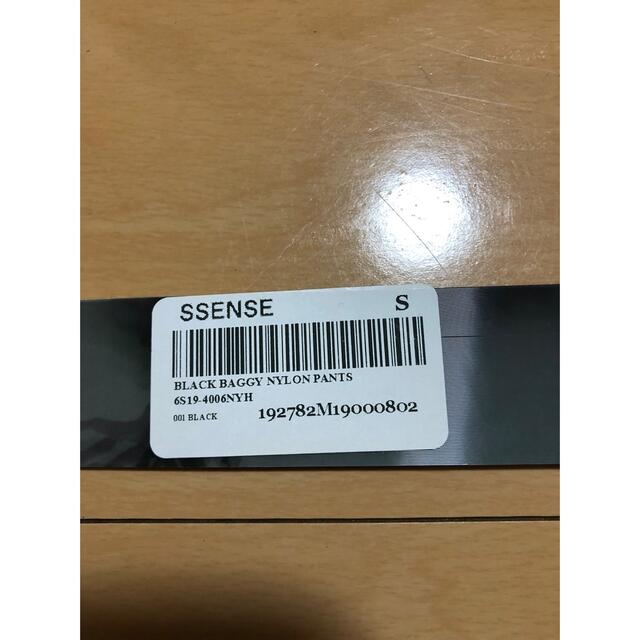 SSENSE S
BLACK BAGGY NYLON PANTS
6S19-4006NYH
001 BLACK 192782M19000802